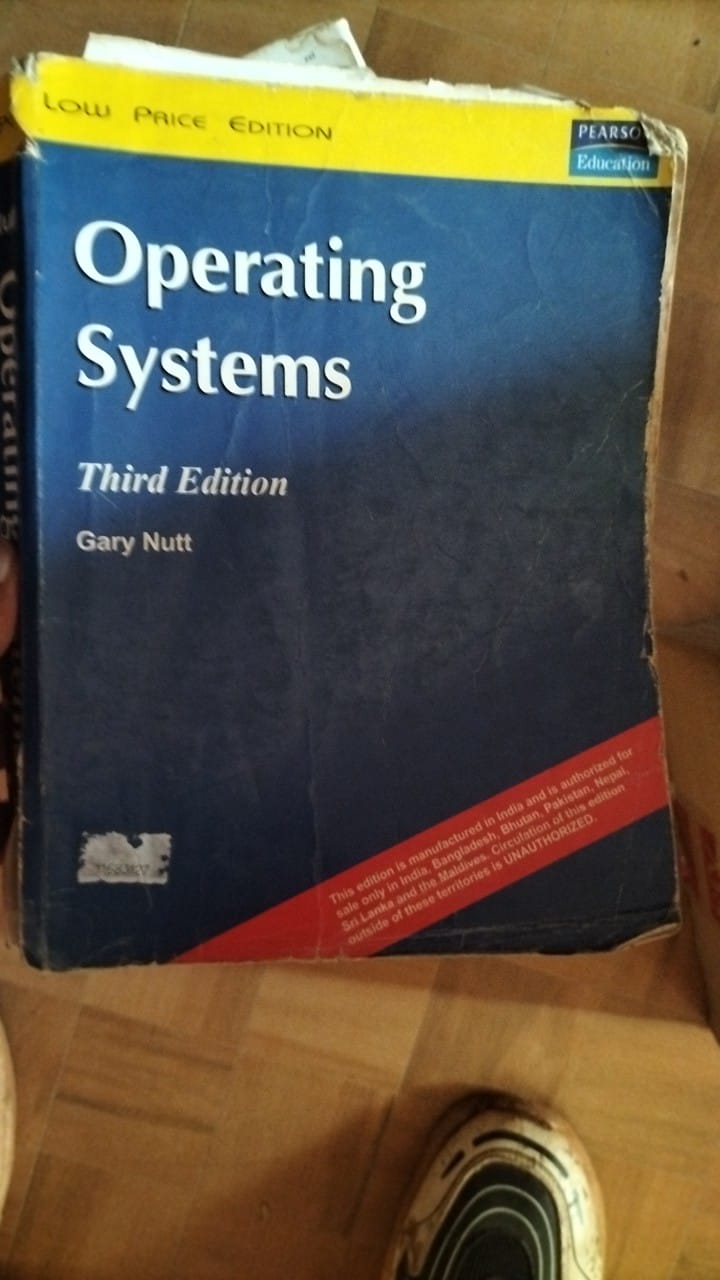 LOW PRICE EDITION
PEARSO
Education
Operating
Systems
Third Edition
Gary Nutt
This edition is manufactured in India and is authorized for
sale only in India, Bangladesh, Bhutan, Pakistan, Nepal,
Sri Lanka and the Maldives. Circulation of this edition
outside of these territories is UNAUTHORIZED.
Operating